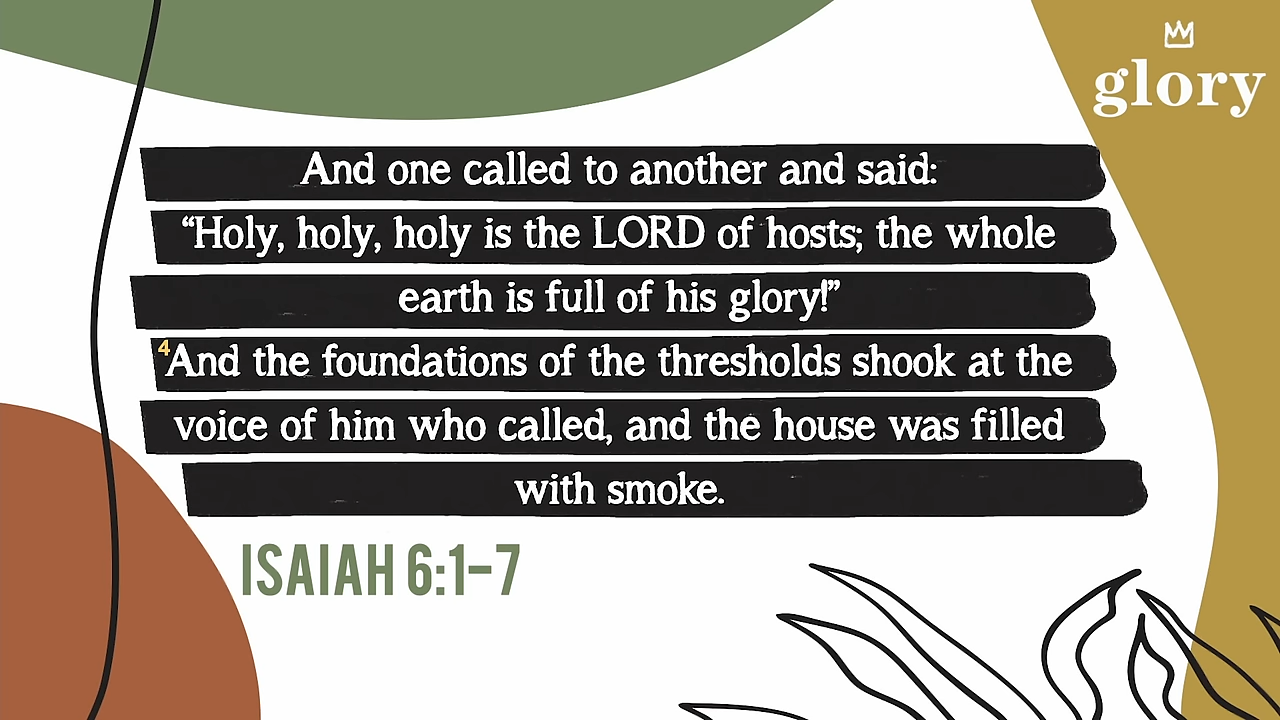 glory
And one called to another and said:
“Holy, holy, holy is the LORD of hosts; the whole
earth is full of his glory!”
4And the foundations of the thresholds shook at the
voice of him who called, and the house was filled
with smoke.
ISAIAH 6:1–7